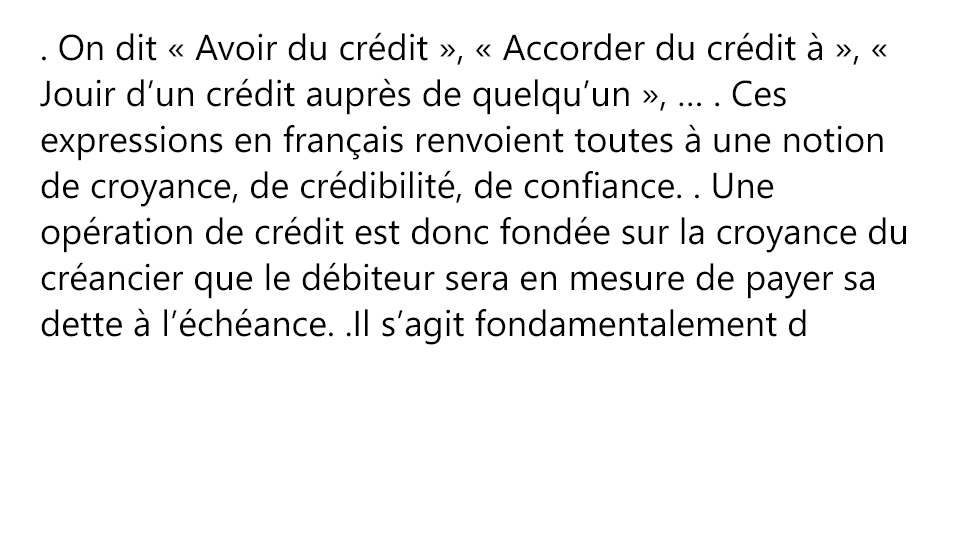 . On dit « Avoir du crédit », « Accorder du crédit à », «
Jouir d’un crédit auprès de quelqu’un », ... . Ces
expressions en français renvoient toutes à une notion
de croyance, de crédibilité, de confiance. . Une
opération de crédit est donc fondée sur la croyance du
créancier que le débiteur sera en mesure de payer sa
dette à l’échéance. .Il s’agit fondamentalement d